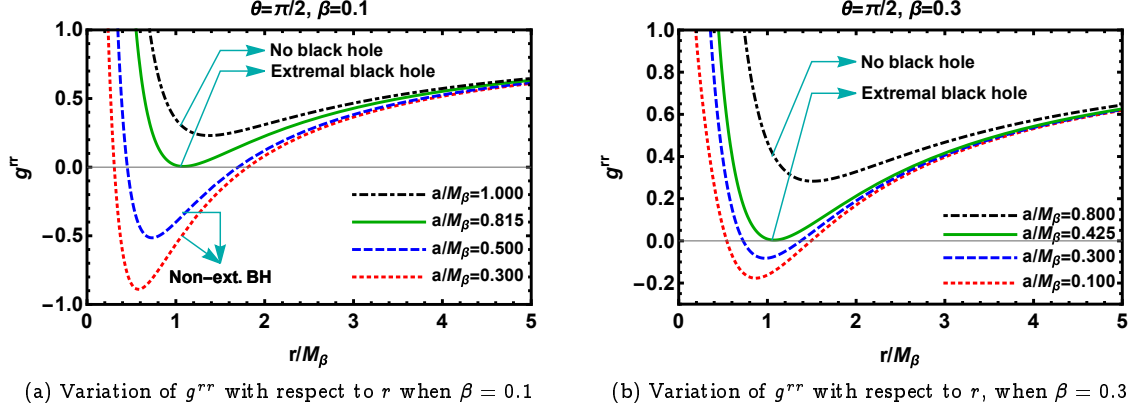 θ=π/2, β=0.1
1.0
0.5
0.0
−0.5
−1.0
g^rr
No black hole
Extremal black hole
a/M_β=1.000
a/M_β=0.815
a/M_β=0.500
a/M_β=0.300
Non−ext. BH
0 1 2 3 4 5
r/M_β
(a) Variation of g^rr with respect to r when β = 0.1
θ=π/2, β=0.3
1.0
0.8
0.6
0.4
0.2
0.0
−0.2
g^rr
No black hole
Extremal black hole
a/M_β=0.800
a/M_β=0.425
a/M_β=0.300
a/M_β=0.100
0 1 2 3 4 5
r/M_β
(b) Variation of g^rr with respect to r, when β = 0.3